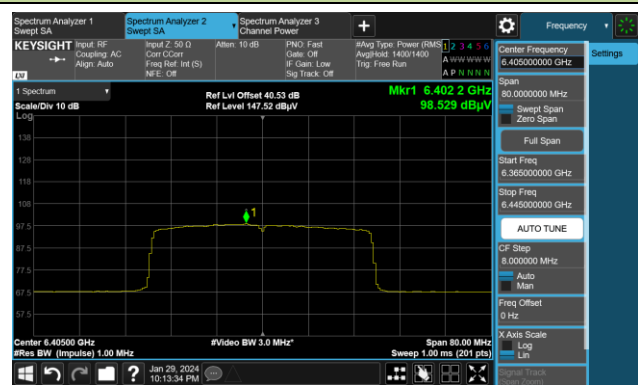 Spectrum Analyzer 1
Swept SA
Spectrum Analyzer 2
Swept SA
Spectrum Analyzer 3
Channel Power
Frequency
KEYSIGHT
Input: RF
Coupling: AC
Align: Auto
Input Z: 50 Ω
Corr CCorr
Freq Ref: Int (S)
NFE: Off
Atten: 10 dB
PNO: Fast
Gate: Off
IF Gain: Low
Sig Track: Off
#Avg Type: Power (RMS
Avg|Hold: 1400/1400
Trig: Free Run
1 2 3 4 5 6
A W W W W W
A P N N N N
LXI
1 Spectrum
Scale/Div 10 dB
Ref Lvl Offset 40.53 dB
Ref Level 147.52 dBµV
Mkr1 6.402 2 GHz
98.529 dBµV
Log
138
128
118
108
97.5
87.5
77.5
67.5
57.5
1
Center 6.40500 GHz
#Res BW (Impulse) 1.00 MHz
#Video BW 3.0 MHz*
Span 80.00 MHz
Sweep 1.00 ms (201 pts)
Center Frequency
6.405000000 GHz
Settings
Span
80.0000000 MHz
Swept Span
Zero Span
Full Span
Start Freq
6.365000000 GHz
Stop Freq
6.445000000 GHz
AUTO TUNE
CF Step
8.000000 MHz
Auto
Man
Freq Offset
0 Hz
X Axis Scale
Log
Lin
Signal Track
(Span Zoom)
Jan 29, 2024
10:13:34 PM